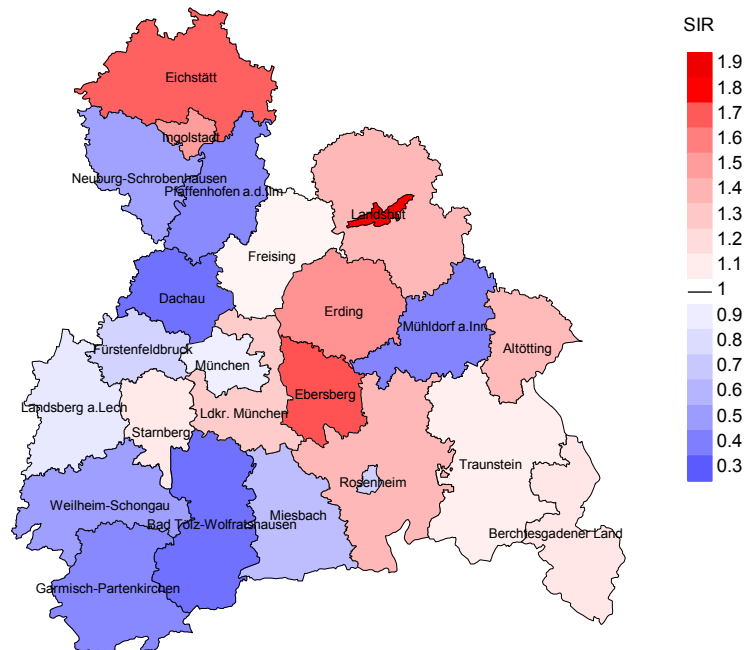 SIR
1.9
1.8
1.7
1.6
1.5
1.4
1.3
1.2
1.1
1
0.9
0.8
0.7
0.6
0.5
0.4
0.3
Eichstätt
Ingolstadt
Neuburg-Schrobenhausen
Pfaffenhofen a.d.Ilm
Landshut
Freising
Dachau
Erding
Mühldorf a.Inn
Altötting
Fürstenfeldbruck
München
Ebersberg
Landsberg a.Lech
Ldkr. München
Starnberg
Traunstein
Rosenheim
Weilheim-Schongau
Miesbach
Bad Tölz-Wolfratshausen
Berchtesgadener Land
Garmisch-Partenkirchen